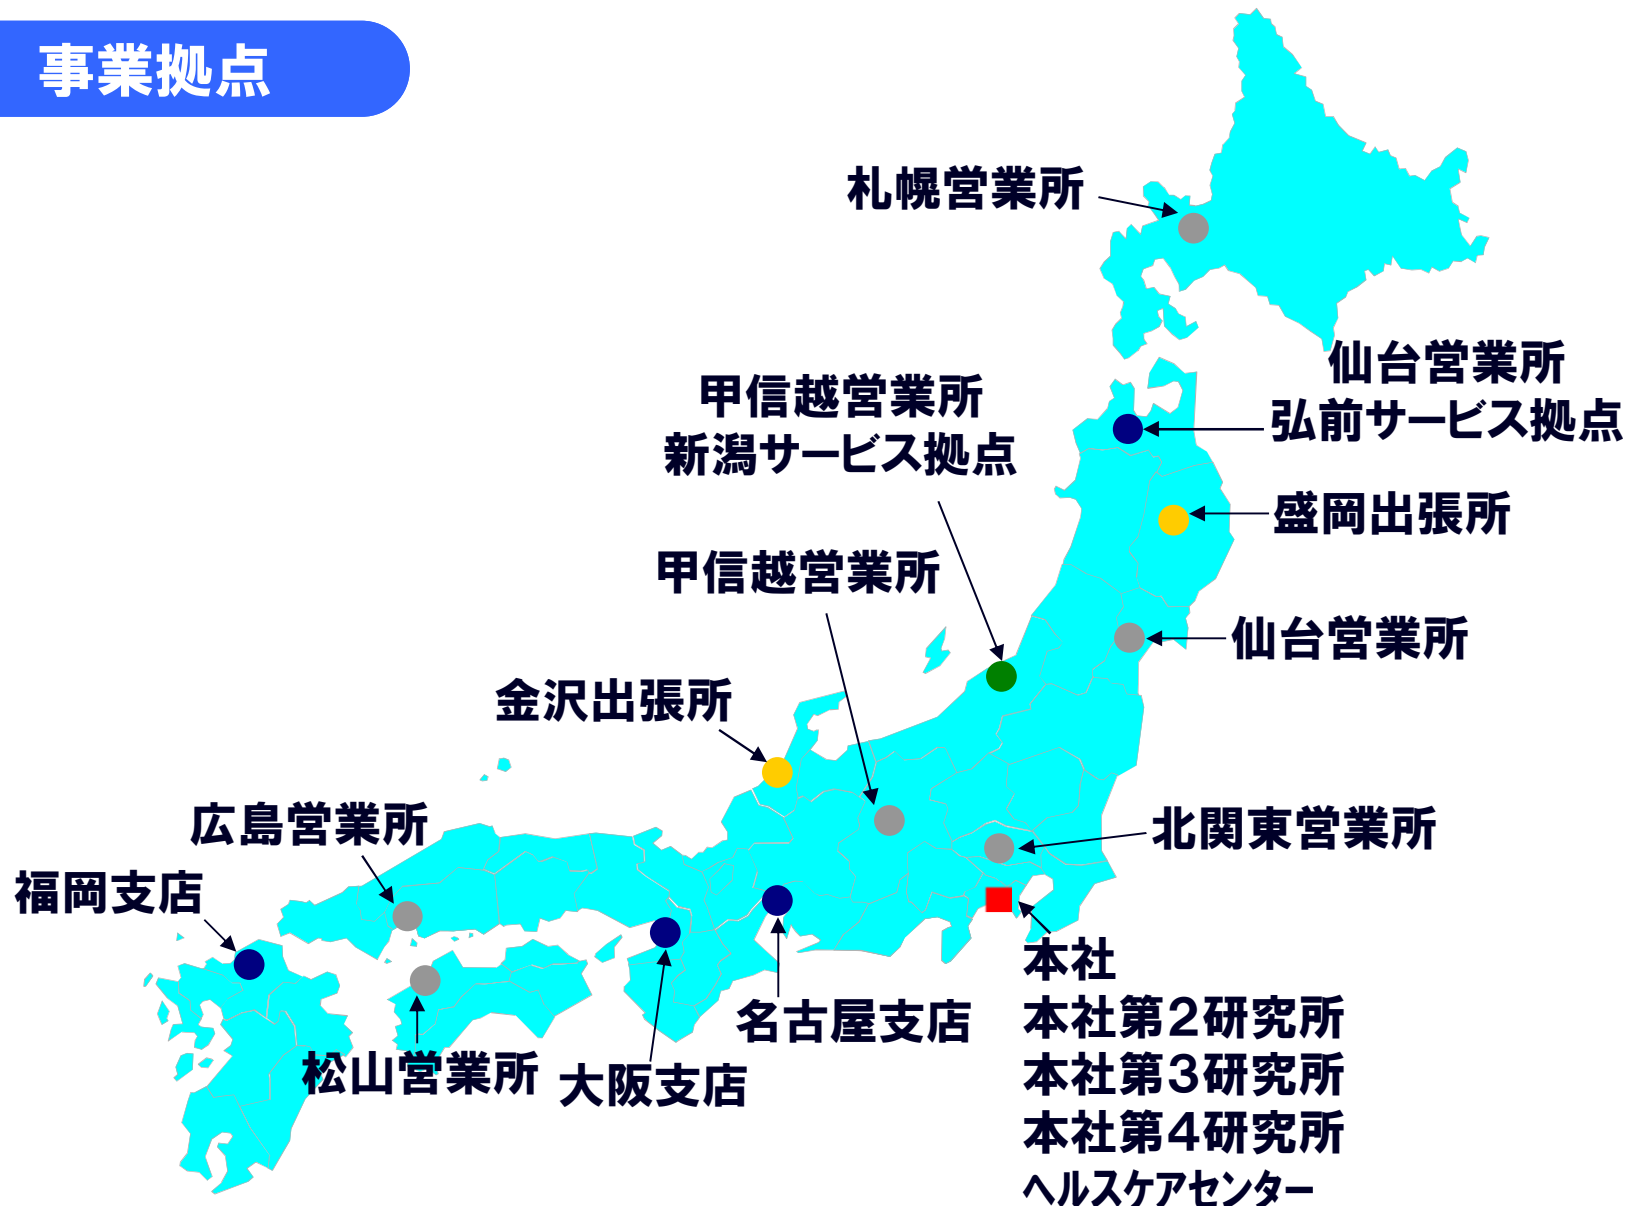 事業拠点
札幌営業所
仙台営業所
弘前サービス拠点
甲信越営業所
新潟サービス拠点
盛岡出張所
甲信越営業所
仙台営業所
金沢出張所
広島営業所
北関東営業所
福岡支店
本社
本社第2研究所
本社第3研究所
本社第4研究所
ヘルスケアセンター
名古屋支店
松山営業所
大阪支店